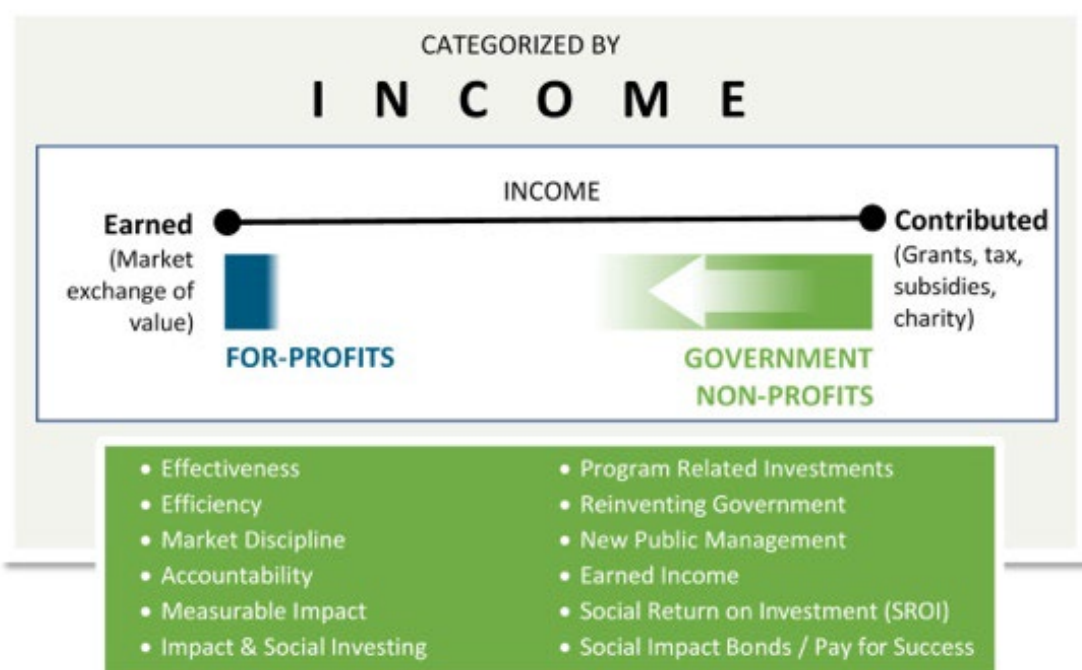 CATEGORIZED BY
INCOME
INCOME
Earned
(Market
exchange of
value)
Contributed
(Grants, tax,
subsidies,
charity)
FOR-PROFITS
GOVERNMENT
NON-PROFITS
• Effectiveness
• Efficiency
• Market Discipline
• Accountability
• Measurable Impact
• Impact & Social Investing
• Program Related Investments
• Reinventing Government
• New Public Management
• Earned Income
• Social Return on Investment (SROI)
• Social Impact Bonds / Pay for Success